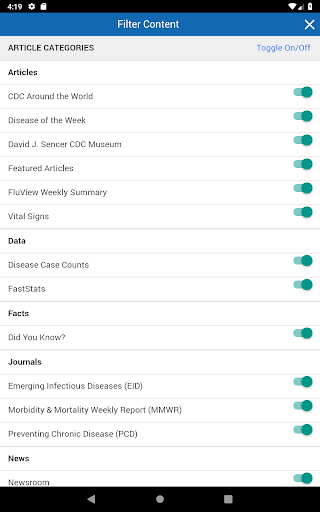 4:19
Filter Content
ARTICLE CATEGORIES Toggle On/Off
Articles
CDC Around the World
Disease of the Week
David J. Sencer CDC Museum
Featured Articles
FluView Weekly Summary
Vital Signs
Data
Disease Case Counts
FastStats
Facts
Did You Know?
Journals
Emerging Infectious Diseases (EID)
Morbidity & Mortality Weekly Report (MMWR)
Preventing Chronic Disease (PCD)
News
Newsroom